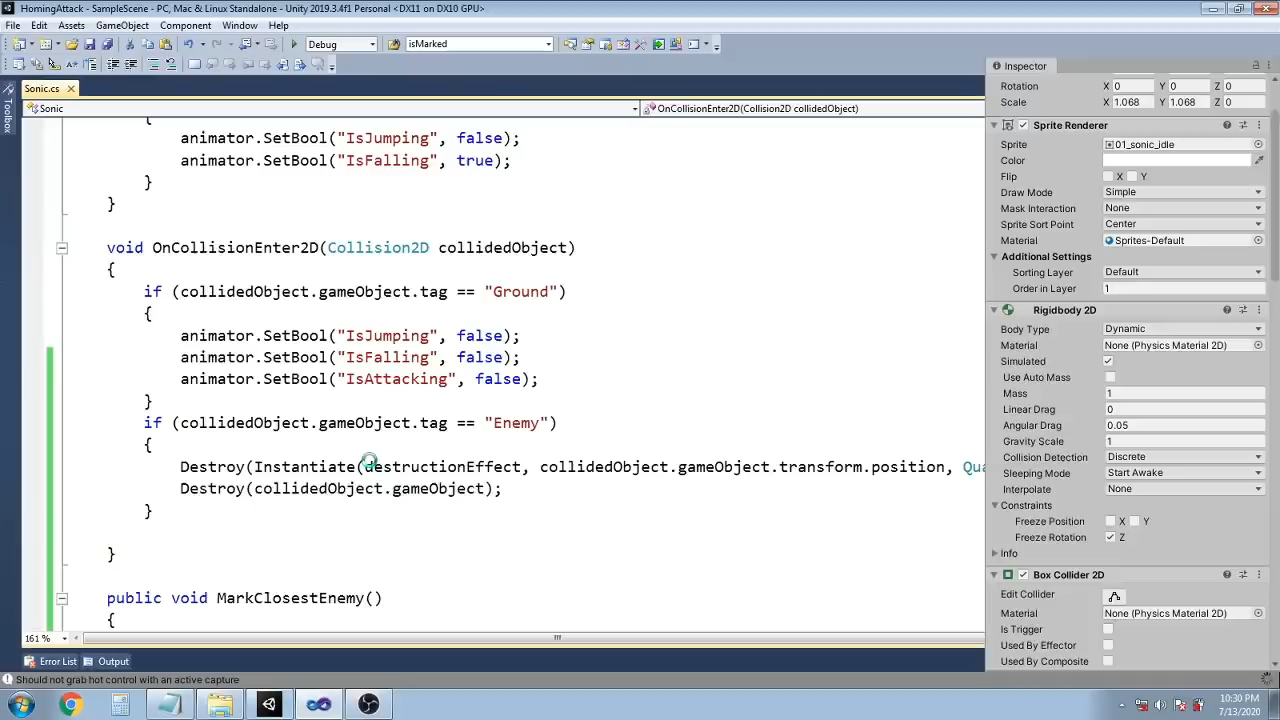 HomingAttack - SampleScene - PC, Mac & Linux Standalone - Unity 2019.3.4f1 Personal <DX11 on DX10 GPU>
File Edit Assets GameObject Component Window Help
Debug isMarked
Sonic.cs
Inspector
Toolbox
Sonic OnCollisionEnter2D(Collision2D collidedObject)
Rotation X 0 Y 0 Z 0
Scale X 1.068 Y 1.068 Z 0
Sprite Renderer
Sprite 01_sonic_idle
Color
Flip X Y
Draw Mode Simple
Mask Interaction None
Sprite Sort Point Center
Material Sprites-Default
Additional Settings
Sorting Layer Default
Order in Layer 1
Rigidbody 2D
Body Type Dynamic
Material None (Physics Material 2D)
Simulated
Use Auto Mass
Mass 1
Linear Drag 0
Angular Drag 0.05
Gravity Scale 1
Collision Detection Discrete
Sleeping Mode Start Awake
Interpolate None
Constraints
Freeze Position X Y
Freeze Rotation Z
Info
Box Collider 2D
Edit Collider
Material None (Physics Material 2D)
Is Trigger
Used By Effector
Used By Composite
{
animator.SetBool("IsJumping", false);
animator.SetBool("IsFalling", true);
}
}
void OnCollisionEnter2D(Collision2D collidedObject)
{
if (collidedObject.gameObject.tag == "Ground")
{
animator.SetBool("IsJumping", false);
animator.SetBool("IsFalling", false);
animator.SetBool("IsAttacking", false);
}
if (collidedObject.gameObject.tag == "Enemy")
{
Destroy(Instantiate(destructionEffect, collidedObject.gameObject.transform.position, Qua
Destroy(collidedObject.gameObject);
}
}
public void MarkClosestEnemy()
{
161 %
Error List Output
Should not grab hot control with an active capture
10:30 PM
7/13/2020